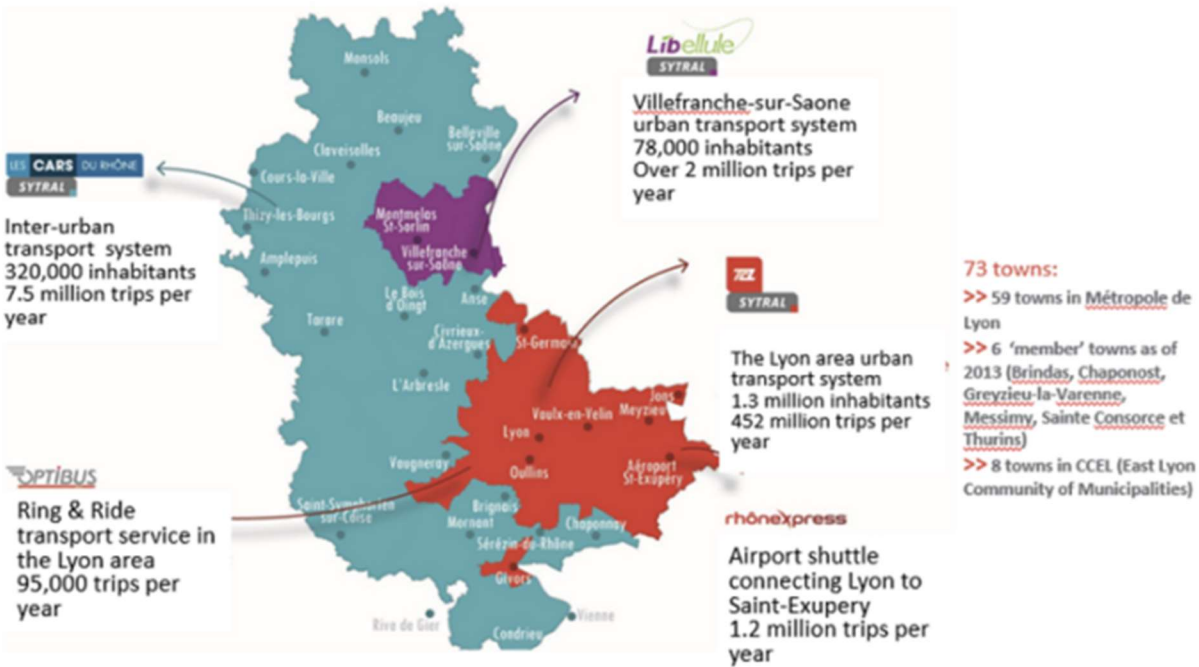 Libellule
SYTRAL
Villefranche-sur-Saone
urban transport system
78,000 inhabitants
Over 2 million trips per
year
LES CARS DU RHÔNE
SYTRAL
Inter-urban
transport system
320,000 inhabitants
7.5 million trips per
year
OPTIBUS
Ring & Ride
transport service in
the Lyon area
95,000 trips per
year
Monsols
Beaujeu
Belleville
sur-Saône
Claveisolles
Cours-la-Ville
Thizy-les-Bourgs
Montmelas
St-Sorlin
Villefranche
sur-Saône
Amplepuis
Le Bois
d'Oingt
Anse
Tarare
Civrieux-
d'Azergues
St-Germain
L'Arbresle
Jons
Vaulx-en-Velin
Meyzieu
Lyon
Vaugneray
Oullins
Aéroport
St-Exupéry
Saint-Symphorien
sur-Coise
Brignais
Mornant
Chaponnay
Sérézin-du-Rhône
Givors
Rive de Gier
Vienne
Condrieu
TCL
SYTRAL
The Lyon area urban
transport system
1.3 million inhabitants
452 million trips per
year
rhônexpress
Airport shuttle
connecting Lyon to
Saint-Exupery
1.2 million trips per
year
73 towns:
>> 59 towns in Métropole de
Lyon
>> 6 ‘member’ towns as of
2013 (Brindas, Chaponost,
Greyzieu-la-Varenne,
Messimy, Sainte Consorce et
Thurins)
>> 8 towns in CCEL (East Lyon
Community of Municipalities)